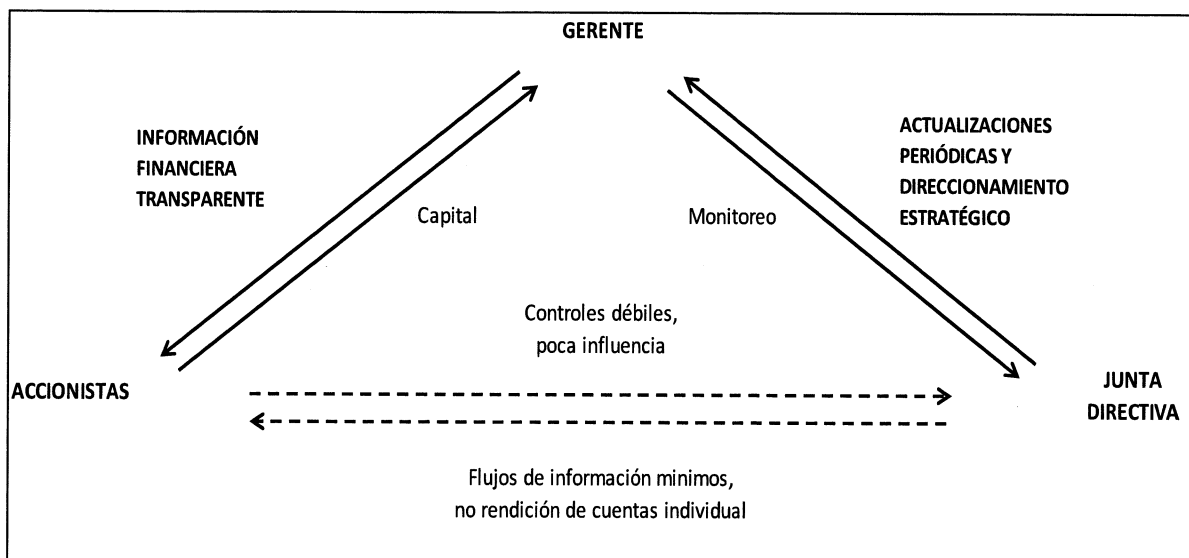 GERENTE
INFORMACIÓN
FINANCIERA
TRANSPARENTE
Capital
Monitoreo
ACTUALIZACIONES
PERIÓDICAS Y
DIRECCIONAMIENTO
ESTRATÉGICO
Controles débiles,
poca influencia
ACCIONISTAS
JUNTA
DIRECTIVA
Flujos de información minimos,
no rendición de cuentas individual